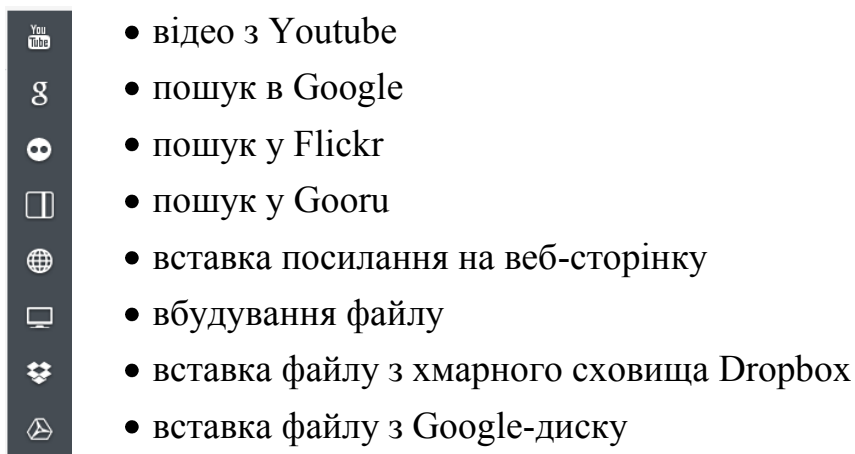 You Tube
• відео з Youtube
g
• пошук в Google
• пошук у Flickr
• пошук у Gooru
• вставка посилання на веб-сторінку
• вбудування файлу
• вставка файлу з хмарного сховища Dropbox
• вставка файлу з Google-диску